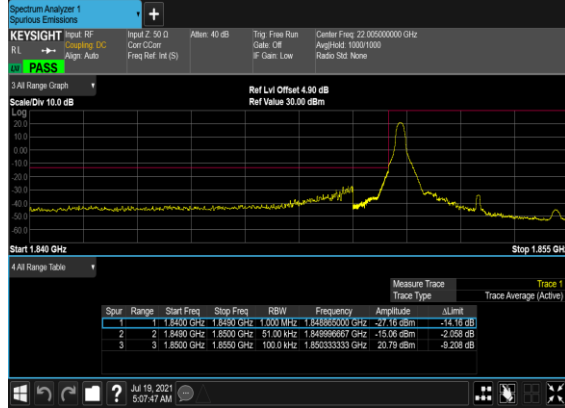 Spectrum Analyzer 1
Spurious Emissions
+
KEYSIGHT Input: RF Input Z: 50 Ω Atten: 40 dB Trig: Free Run Center Freq: 22.005000000 GHz
RL Coupling: DC Corr CCorr Gate: Off Avg|Hold: 1000/1000
Align: Auto Freq Ref: Int (S) IF Gain: Low Radio Std: None
PASS
3 All Range Graph
Ref Lvl Offset 4.90 dB
Scale/Div 10.0 dB Ref Value 30.00 dBm
Log
20.0
10.0
0.00
-10.0
-20.0
-30.0
-40.0
-50.0
-60.0
Start 1.840 GHz Stop 1.855 GH
4 All Range Table
Measure Trace Trace 1
Trace Type Trace Average (Active)
Spur Range Start Freq Stop Freq RBW Frequency Amplitude ΔLimit
1 1 1.8400 GHz 1.8490 GHz 1.000 MHz 1.848865000 GHz -27.16 dBm -14.16 dB
2 2 1.8490 GHz 1.8500 GHz 51.00 kHz 1.849996667 GHz -15.06 dBm -2.058 dB
3 3 1.8500 GHz 1.8550 GHz 100.0 kHz 1.850333333 GHz 20.79 dBm -9.208 dB
? Jul 19, 2021
5:07:47 AM